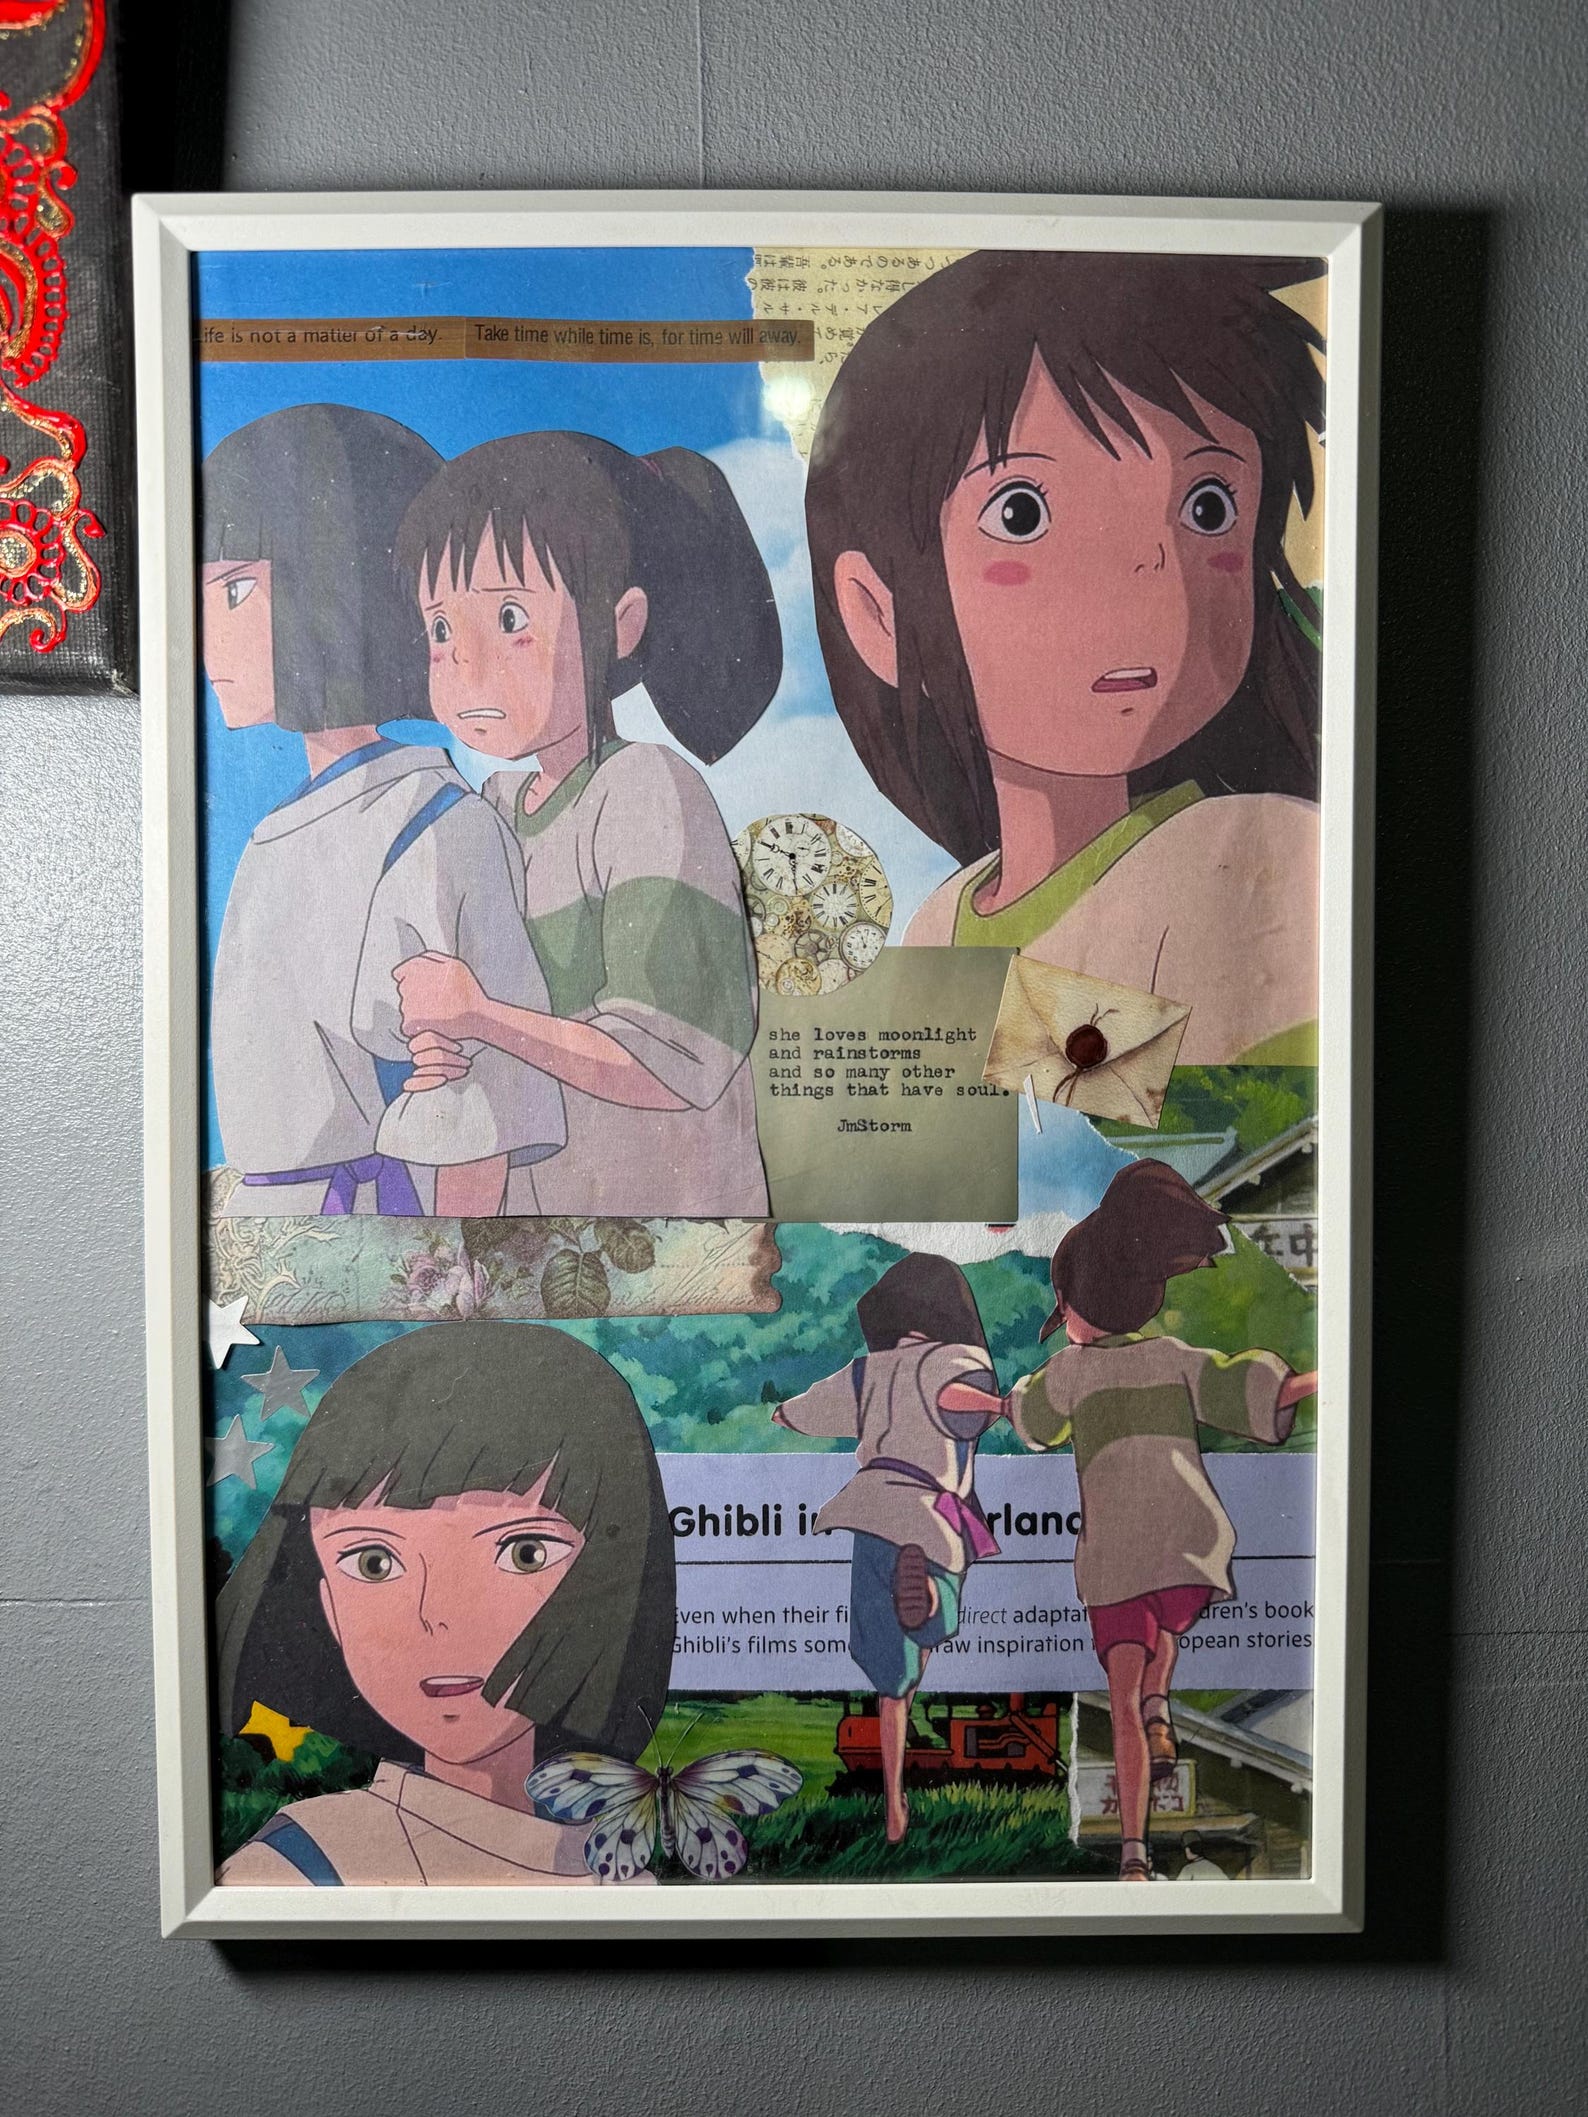 ife is not a matter of a day.
Take time while time is, for time will away.
she loves moonlight
and rainstorms
and so many other
things that have soul.
JmStorm
Ghibli in rland
Even when their fi direct adaptat dren's book
Ghibli's films som raw inspiration opean stories